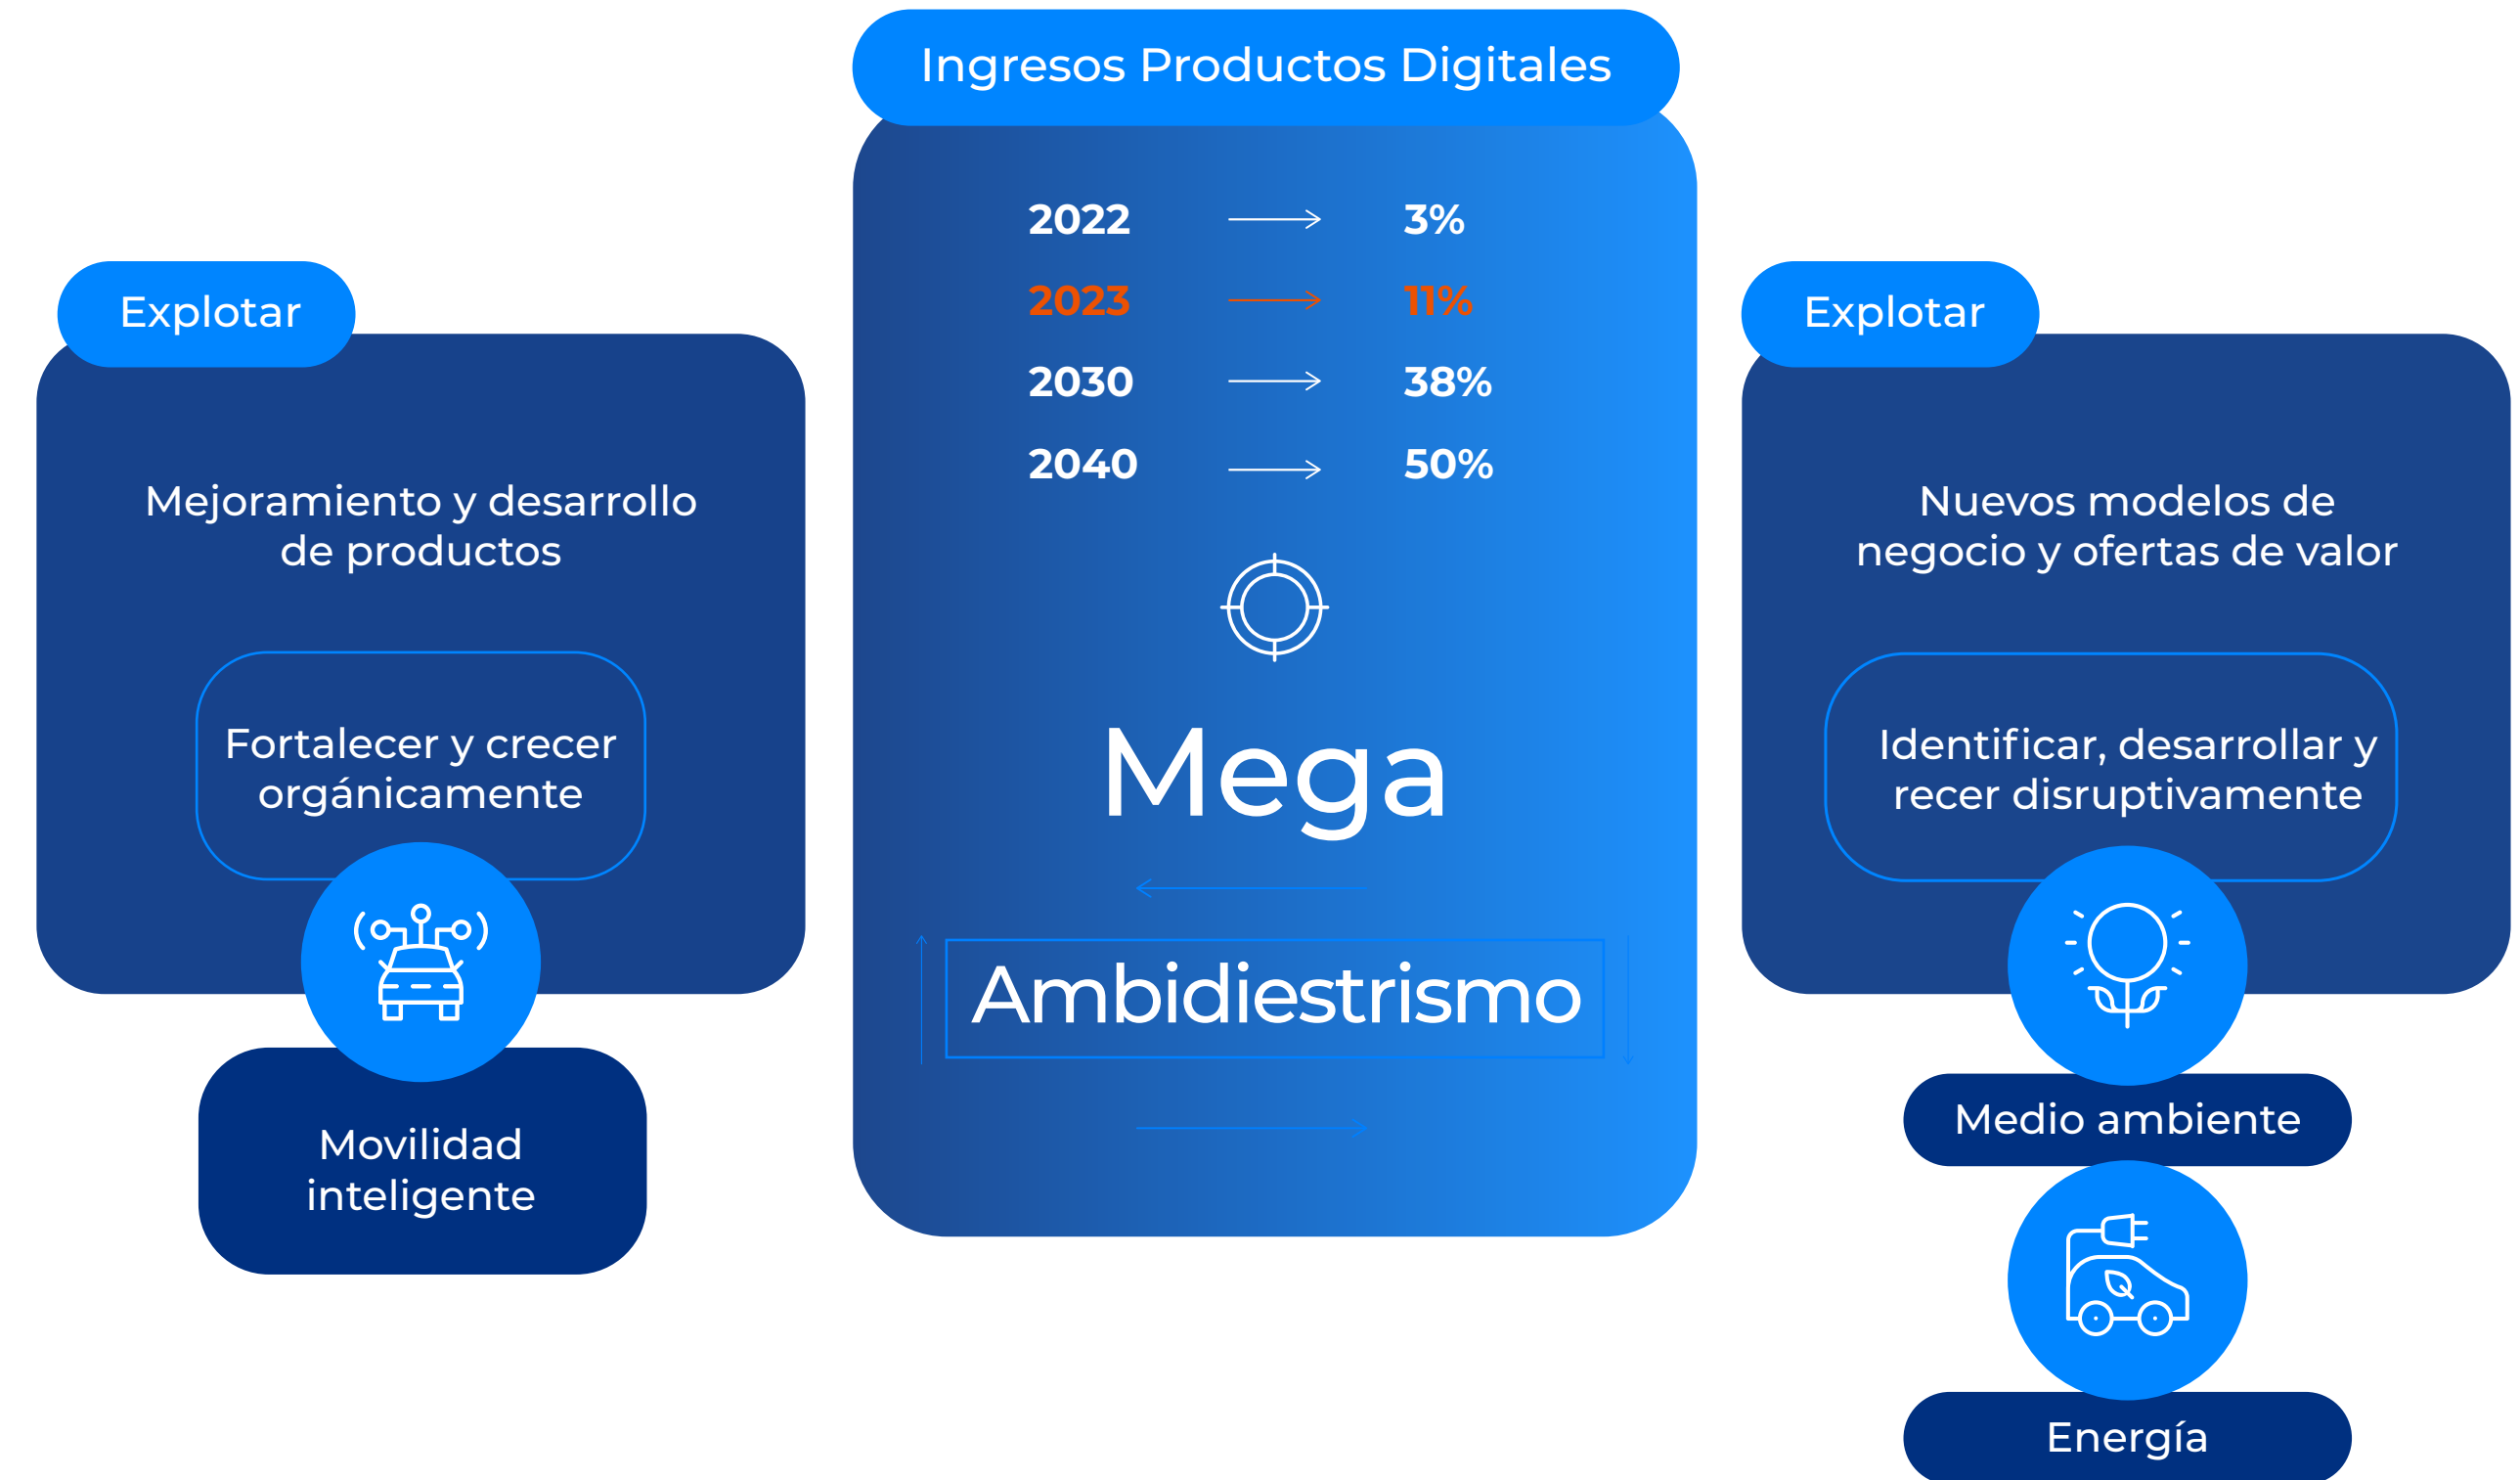 Ingresos Productos Digitales
2022 3%
2023 11%
2030 38%
2040 50%
Mega
Ambidiestrismo
Explotar
Mejoramiento y desarrollo
de productos
Fortalecer y crecer
orgánicamente
Movilidad
inteligente
Explotar
Nuevos modelos de
negocio y ofertas de valor
Identificar, desarrollar y
recer disruptivamente
Medio ambiente
Energía